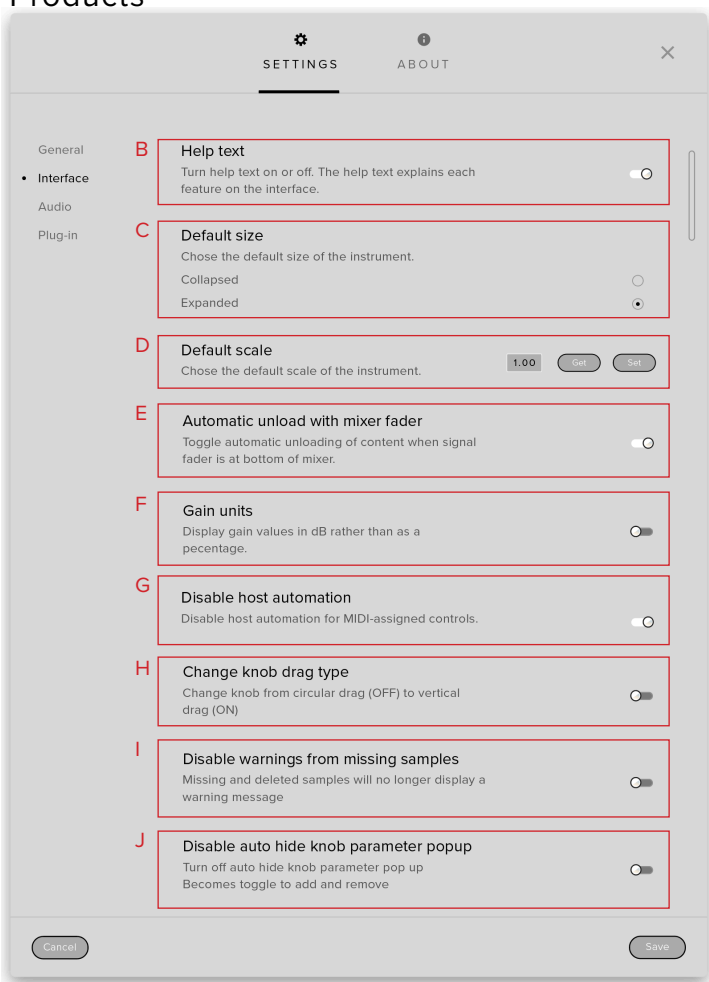 Products
SETTINGS
ABOUT
General
Interface
Audio
Plug-in
B
Help text
Turn help text on or off. The help text explains each
feature on the interface.
C
Default size
Chose the default size of the instrument.
Collapsed
Expanded
D
Default scale
Chose the default scale of the instrument.
1.00
Get
Set
E
Automatic unload with mixer fader
Toggle automatic unloading of content when signal
fader is at bottom of mixer.
F
Gain units
Display gain values in dB rather than as a
pecentage.
G
Disable host automation
Disable host automation for MIDI-assigned controls.
H
Change knob drag type
Change knob from circular drag (OFF) to vertical
drag (ON)
I
Disable warnings from missing samples
Missing and deleted samples will no longer display a
warning message
J
Disable auto hide knob parameter popup
Turn off auto hide knob parameter pop up
Becomes toggle to add and remove
Cancel
Save